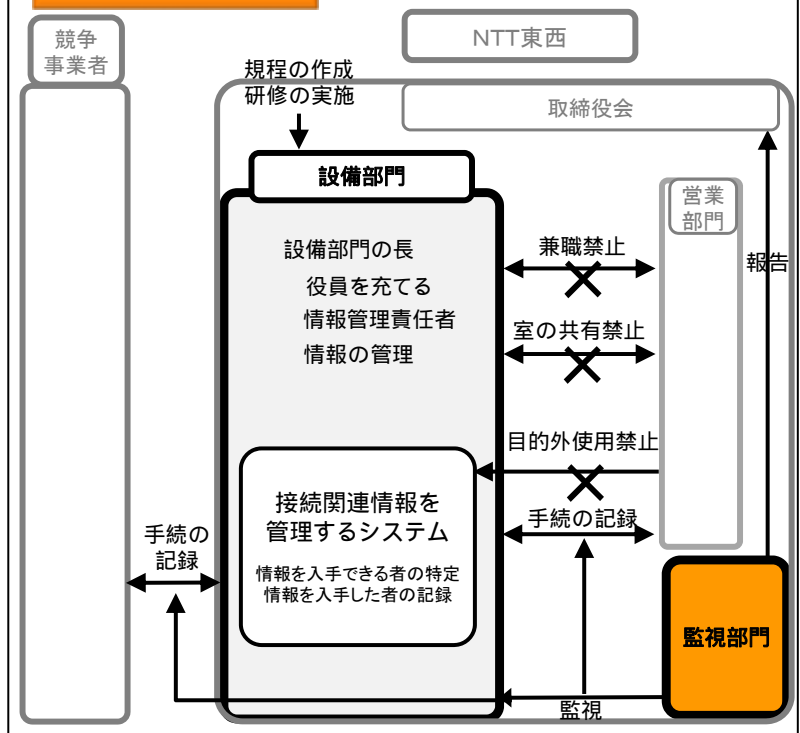 競争
事業者
NTT東西
規程の作成
研修の実施
取締役会
設備部門
営業
部門
設備部門の長
役員を充てる
情報管理責任者
情報の管理
兼職禁止
報告
室の共有禁止
目的外使用禁止
接続関連情報を
管理するシステム
情報を入手できる者の特定
情報を入手した者の記録
手続の記録
手続の
記録
監視部門
監視